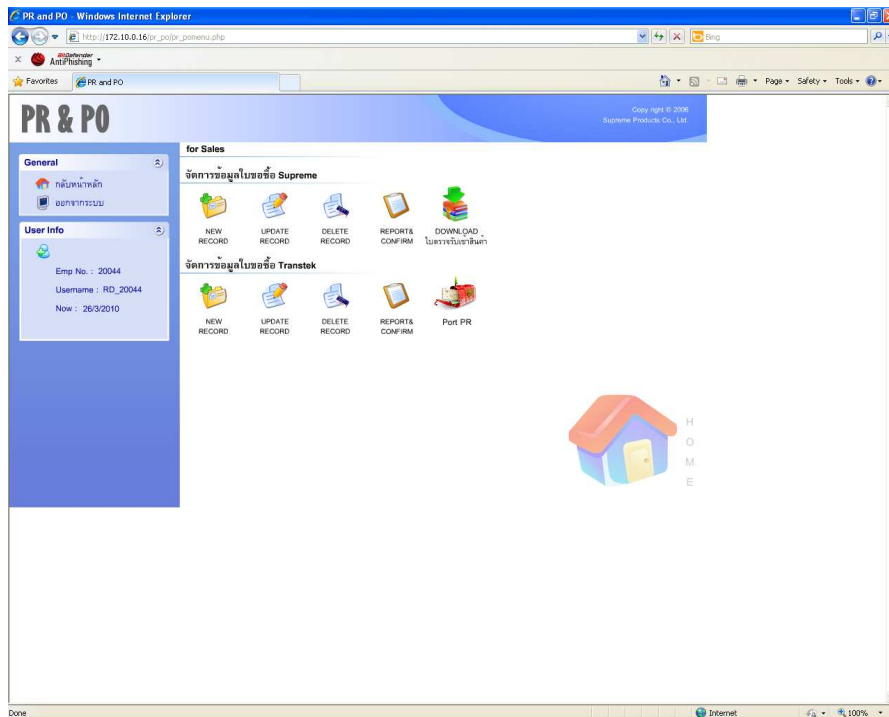 PR and PO - Windows Internet Explorer
http://172.10.0.16/pr_po/pr_pomenu.php
Bing
BitDefender
AntiPhishing
Favorites
PR and PO
Page
Safety
Tools
PR & PO
Copy right © 2006
Supreme Products Co., Ltd.
General
กลับหน้าหลัก
ออกจากระบบ
User Info
Emp No. : 20044
Username : RD_20044
Now : 26/3/2010
for Sales
จัดการข้อมูลใบขอซื้อ Supreme
NEW RECORD
UPDATE RECORD
DELETE RECORD
REPORT& CONFIRM
DOWNLOAD ใบตรวจรับเข้าสินค้า
จัดการข้อมูลใบขอซื้อ Transtek
NEW RECORD
UPDATE RECORD
DELETE RECORD
REPORT& CONFIRM
Port PR
H
O
M
E
Done
Internet
100%